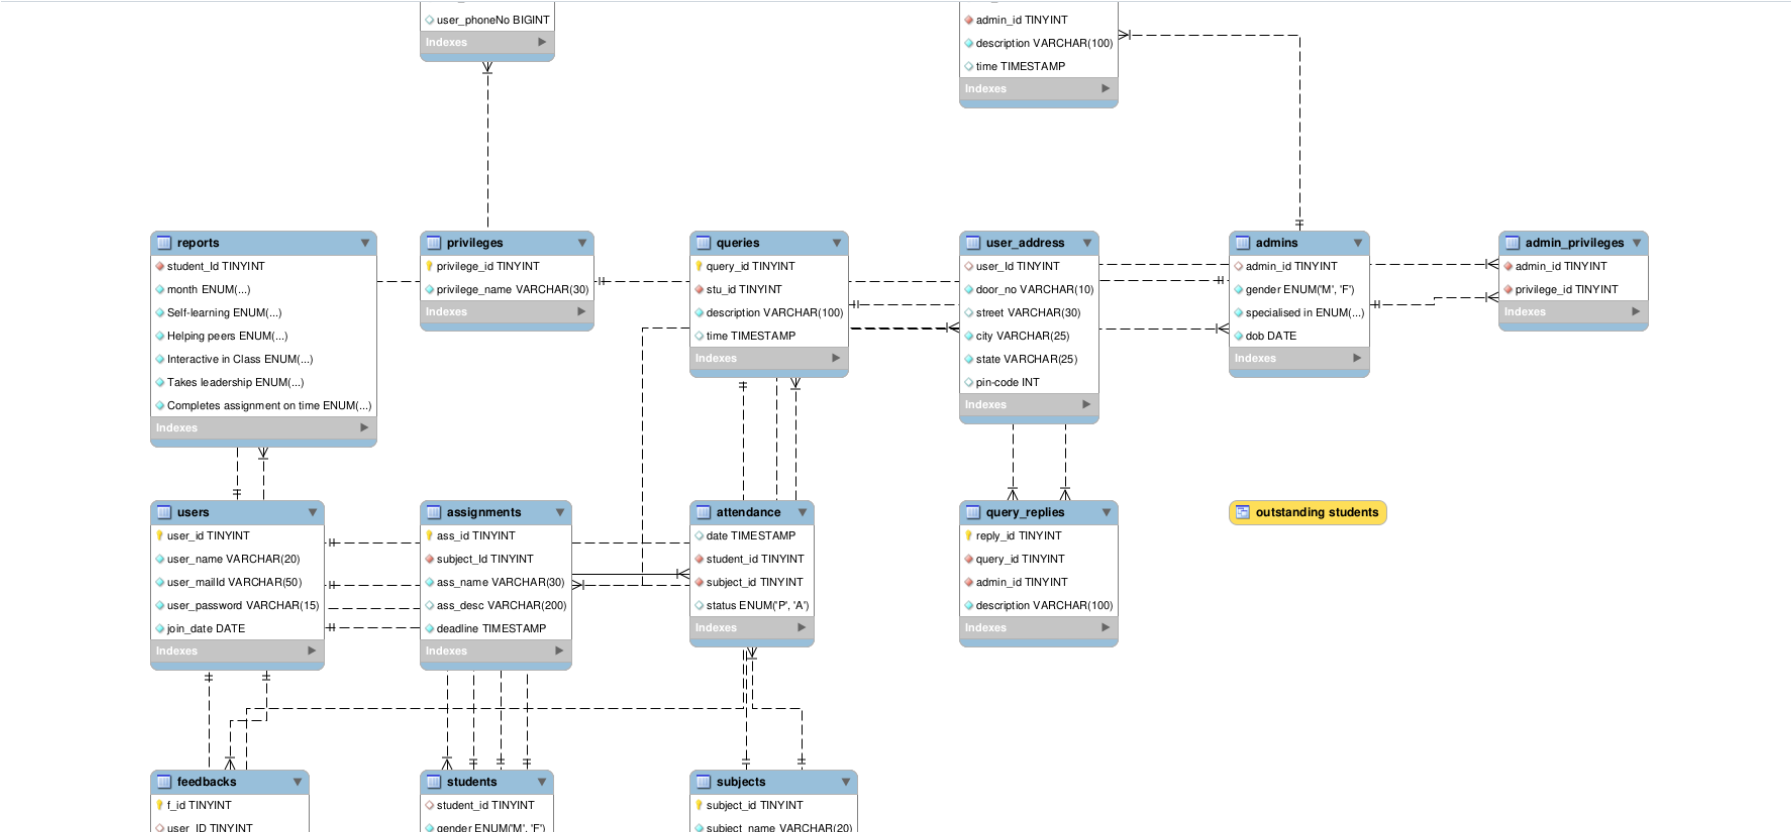 user_phoneNo BIGINT
Indexes
admin_id TINYINT
description VARCHAR(100)
time TIMESTAMP
Indexes
reports
student_Id TINYINT
month ENUM(...)
Self-learning ENUM(...)
Helping peers ENUM(...)
Interactive in Class ENUM(...)
Takes leadership ENUM(...)
Completes assignment on time ENUM(...)
Indexes
privileges
privilege_id TINYINT
privilege_name VARCHAR(30)
Indexes
queries
query_id TINYINT
stu_id TINYINT
description VARCHAR(100)
time TIMESTAMP
Indexes
user_address
user_Id TINYINT
door_no VARCHAR(10)
street VARCHAR(30)
city VARCHAR(25)
state VARCHAR(25)
pin-code INT
Indexes
admins
admin_id TINYINT
gender ENUM('M', 'F')
specialised in ENUM(...)
dob DATE
Indexes
admin_privileges
admin_id TINYINT
privilege_id TINYINT
Indexes
users
user_id TINYINT
user_name VARCHAR(20)
user_mailId VARCHAR(50)
user_password VARCHAR(15)
join_date DATE
Indexes
assignments
ass_id TINYINT
subject_Id TINYINT
ass_name VARCHAR(30)
ass_desc VARCHAR(200)
deadline TIMESTAMP
Indexes
attendance
date TIMESTAMP
student_id TINYINT
subject_id TINYINT
status ENUM('P', 'A')
Indexes
query_replies
reply_id TINYINT
query_id TINYINT
admin_id TINYINT
description VARCHAR(100)
Indexes
outstanding students
feedbacks
f_id TINYINT
user_ID TINYINT
students
student_id TINYINT
gender ENUM('M', 'F')
subjects
subject_id TINYINT
subject_name VARCHAR(20)